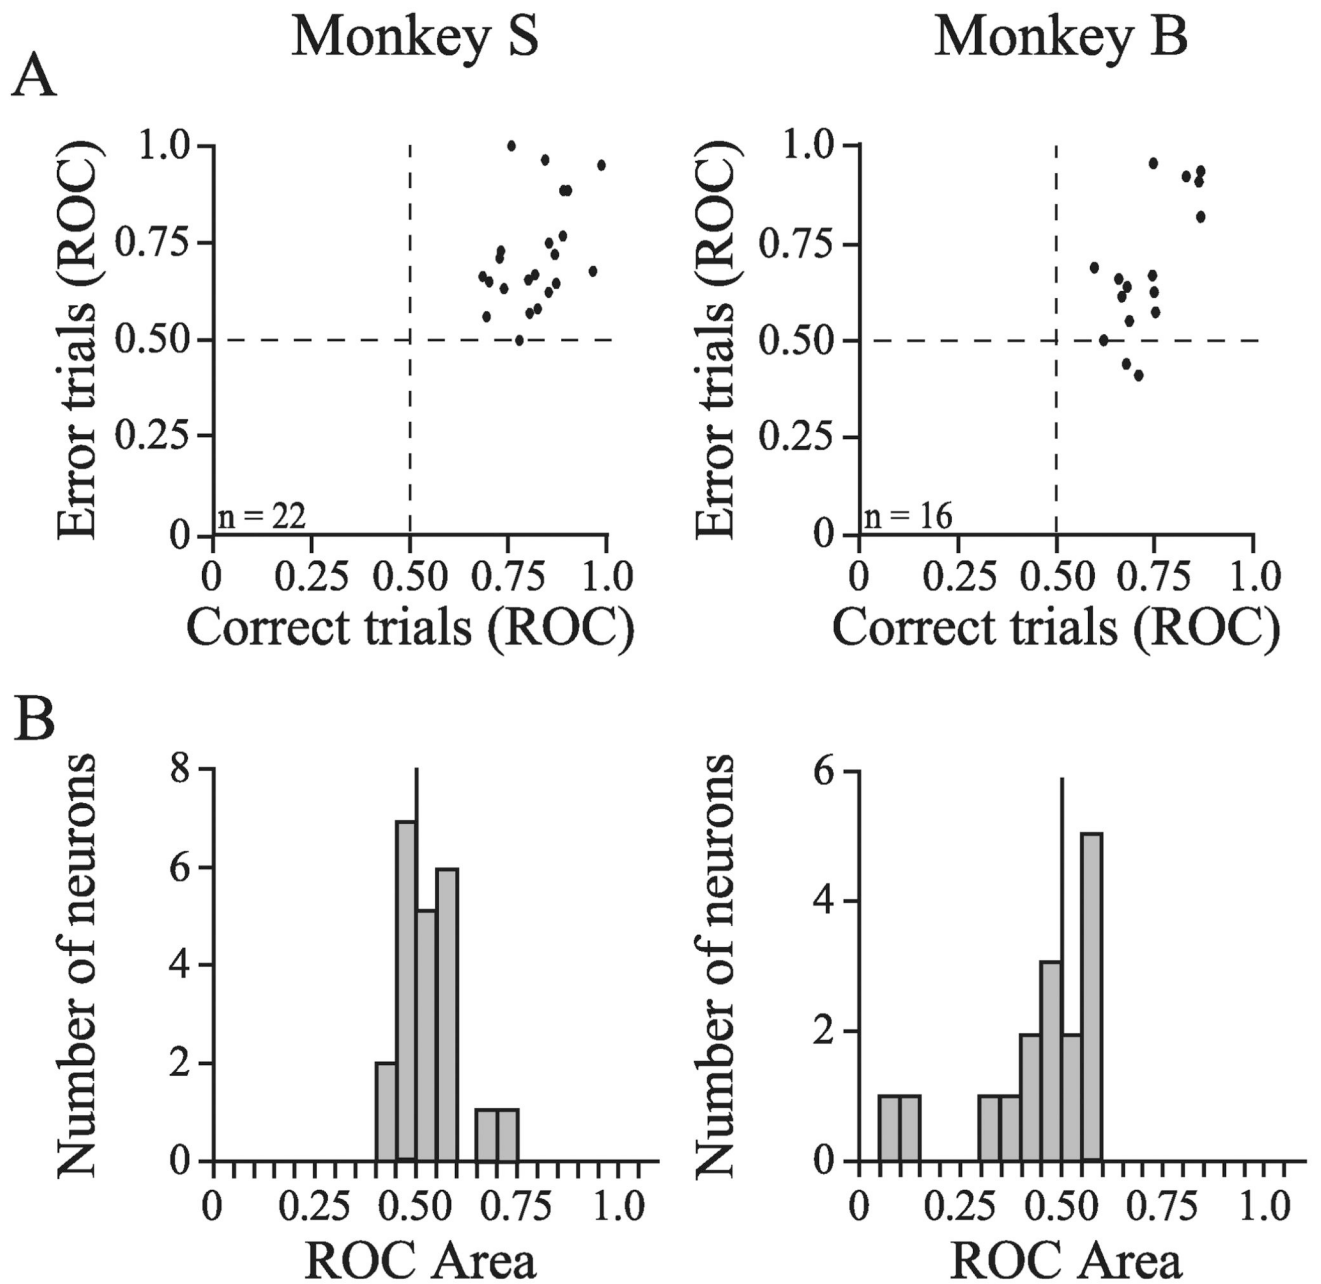 Monkey S
Monkey B
A
Error trials (ROC)
1.0
0.75
0.50
0.25
0
n = 22
0 0.25 0.50 0.75 1.0
Correct trials (ROC)
Error trials (ROC)
1.0
0.75
0.50
0.25
0
n = 16
0 0.25 0.50 0.75 1.0
Correct trials (ROC)
B
Number of neurons
8
6
4
2
0
0 0.25 0.50 0.75 1.0
ROC Area
Number of neurons
6
4
2
0
0 0.25 0.50 0.75 1.0
ROC Area